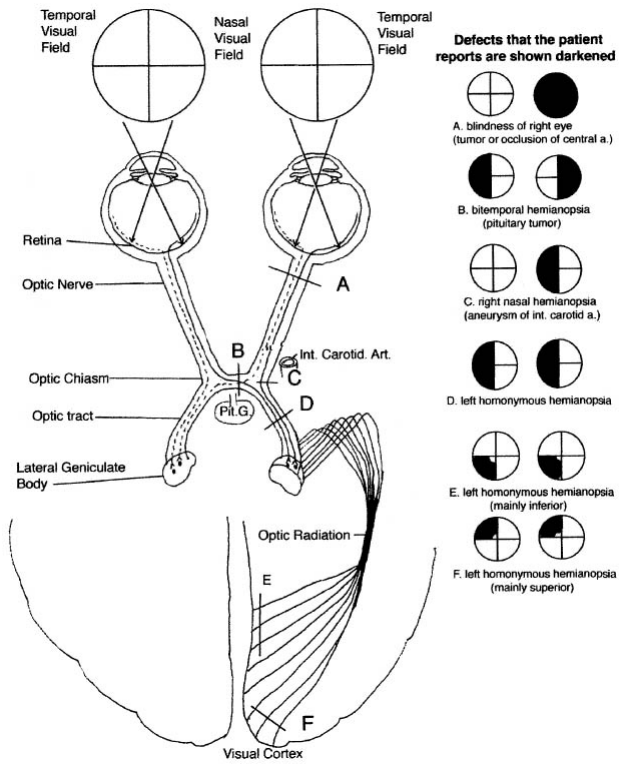 Temporal
Visual
Field
Nasal
Visual
Field
Temporal
Visual
Field
Retina
Optic Nerve
A
B
Int. Carotid. Art.
C
Optic Chiasm
D
Pit.G.
Optic tract
Lateral Geniculate
Body
Optic Radiation
E
F
Visual Cortex
Defects that the patient
reports are shown darkened
A. blindness of right eye
(tumor or occlusion of central a.)
B. bitemporal hemianopsia
(pituitary tumor)
C. right nasal hemianopsia
(aneurysm of int. carotid a.)
D. left homonymous hemianopsia
E. left homonymous hemianopsia
(mainly inferior)
F. left homonymous hemianopsia
(mainly superior)